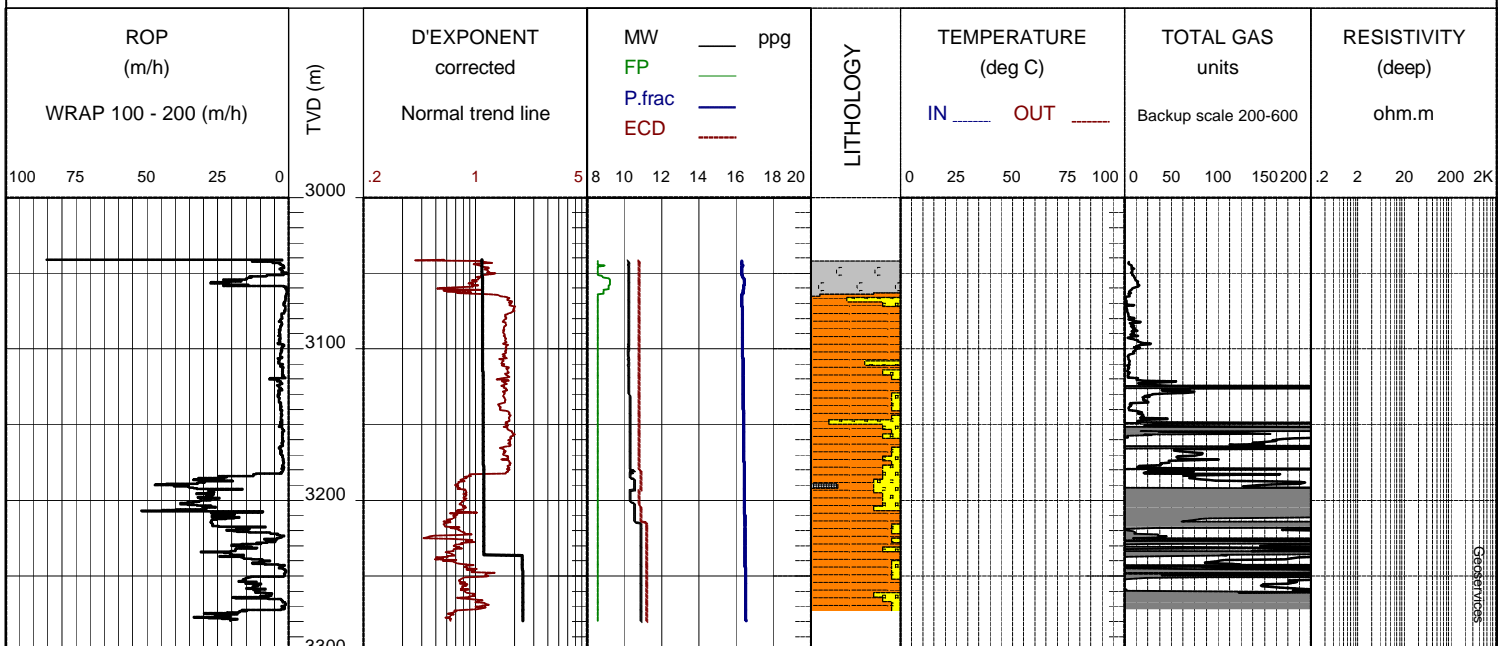 ROP
(m/h)
WRAP 100 - 200 (m/h)
100 75 50 25 0
TVD (m)
D'EXPONENT
corrected
Normal trend line
.2 1 5
MW ppg
FP
P.frac
ECD
8 10 12 14 16 18 20
LITHOLOGY
TEMPERATURE
(deg C)
IN OUT
0 25 50 75 100
TOTAL GAS
units
Backup scale 200-600
0 50 100 150 200
RESISTIVITY
(deep)
ohm.m
.2 2 20 200 2K
3000
3100
3200
3300
Geoservices